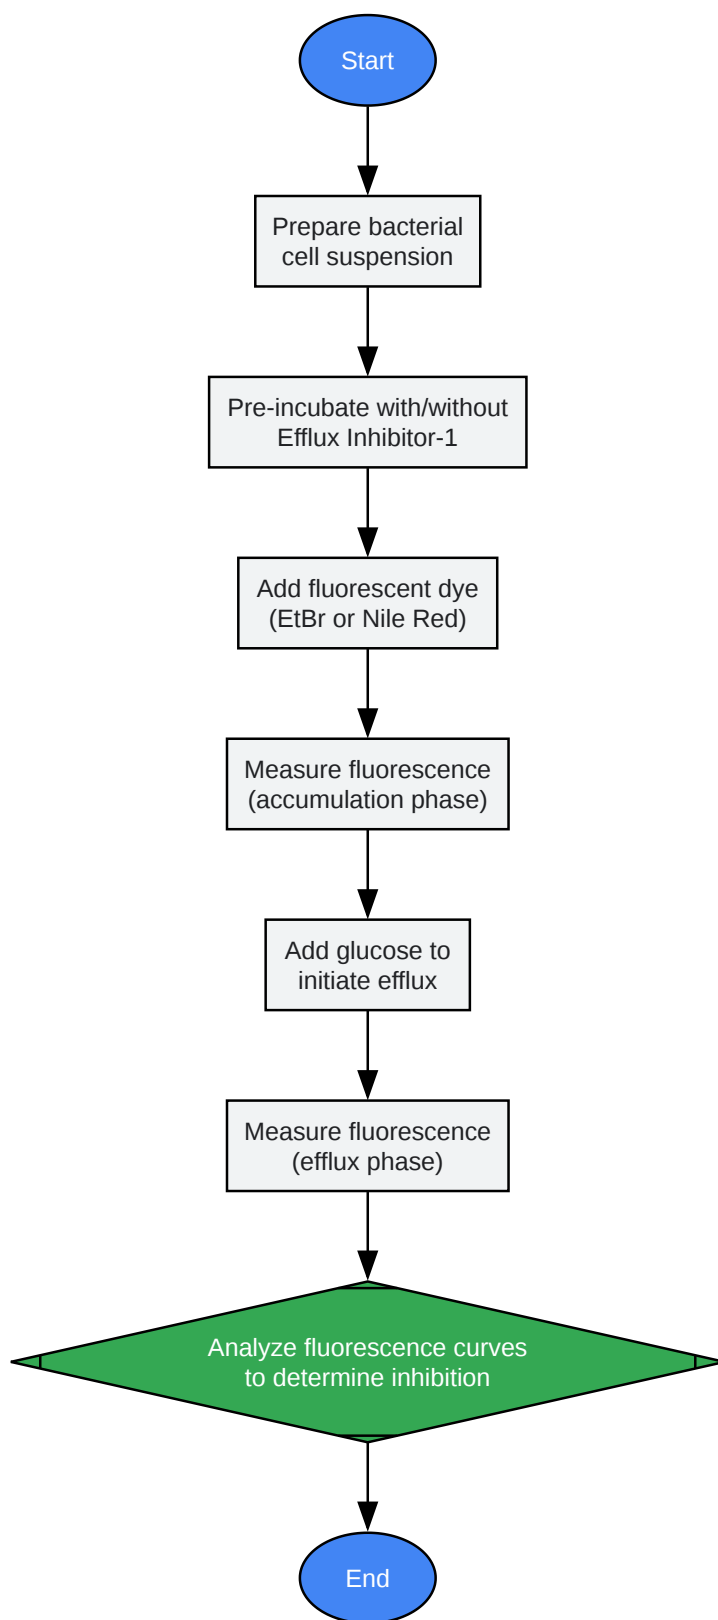 Start
Prepare bacterial
cell suspension
Pre-incubate with/without
Efflux Inhibitor-1
Add fluorescent dye
(EtBr or Nile Red)
Measure fluorescence
(accumulation phase)
Add glucose to
initiate efflux
Measure fluorescence
(efflux phase)
Analyze fluorescence curves
to determine inhibition
End